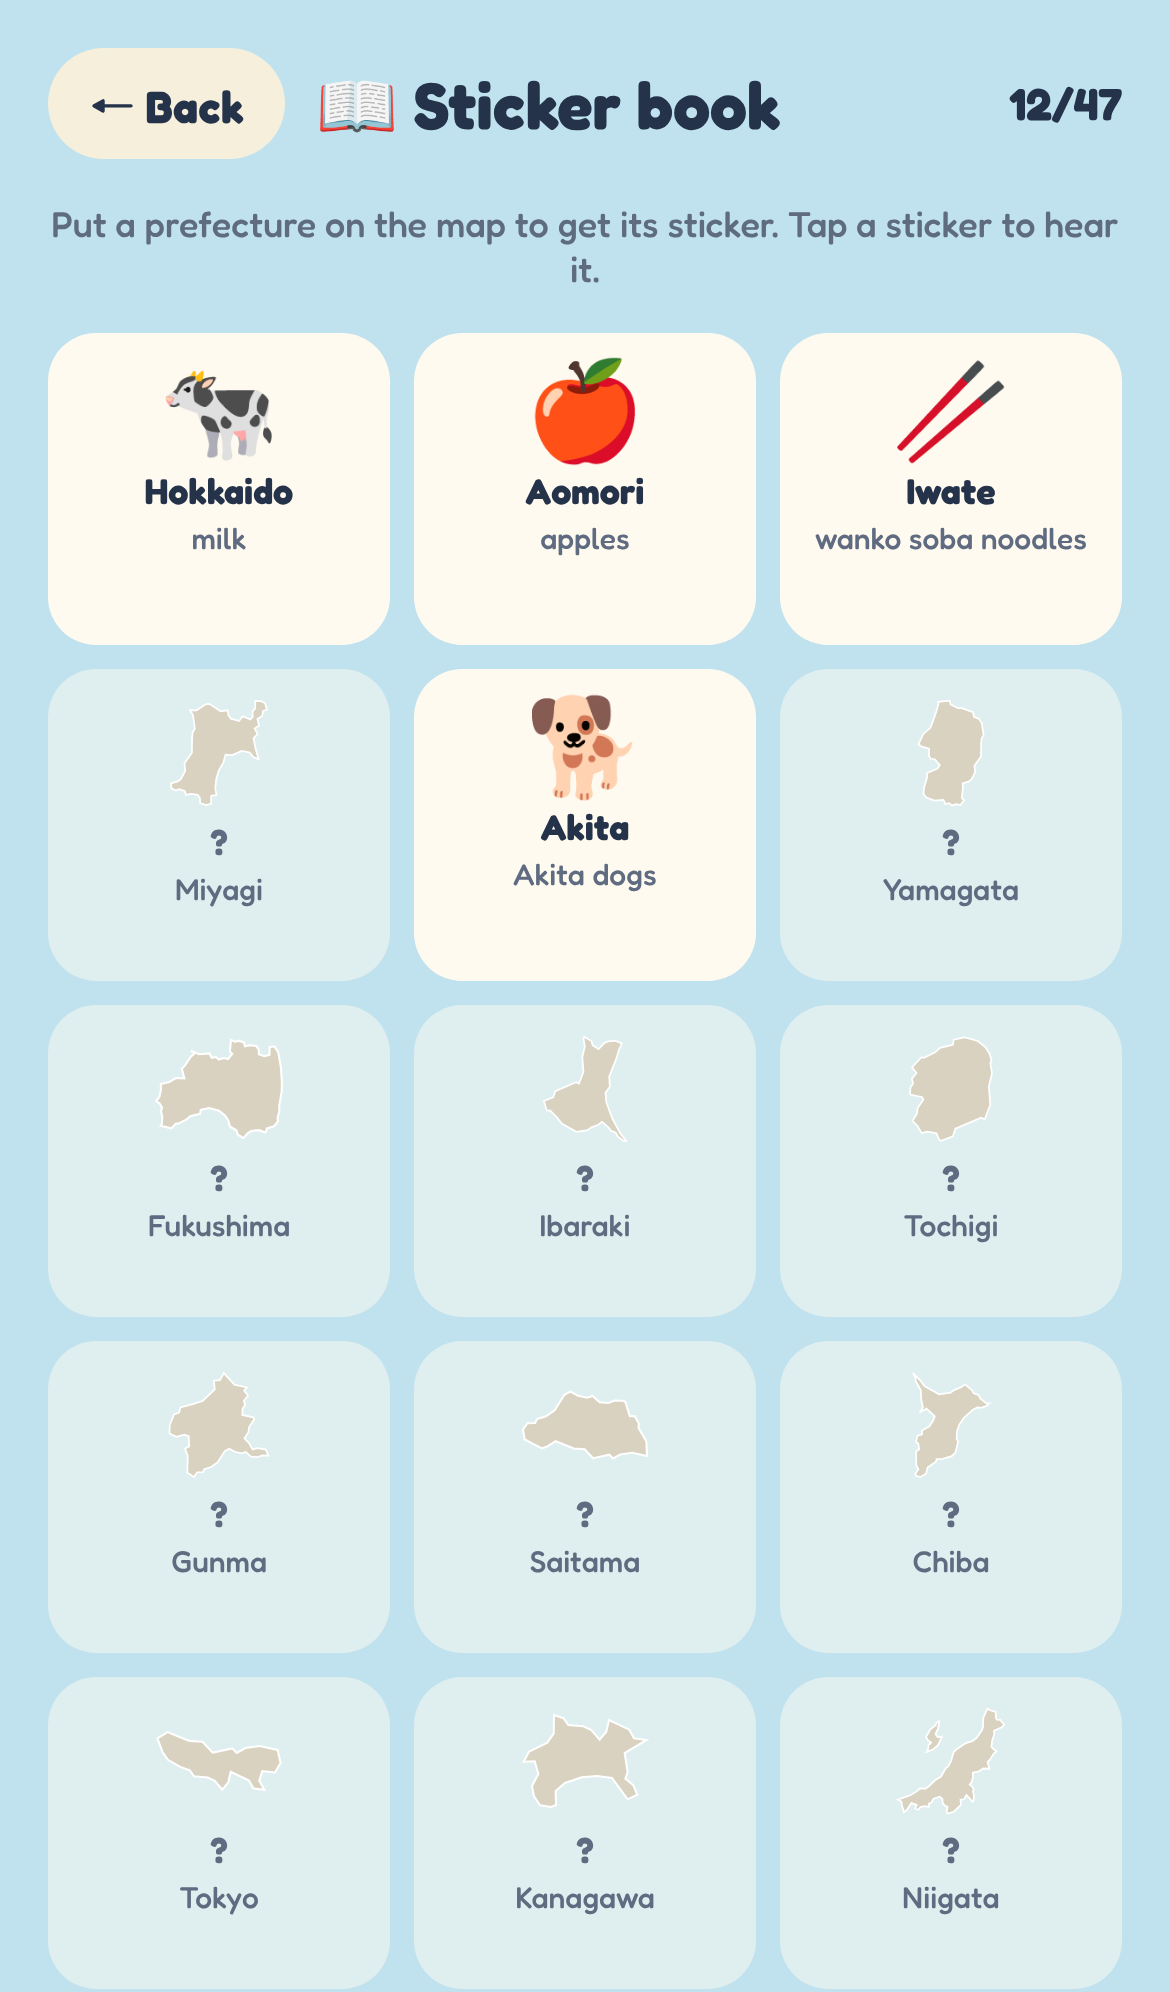 ← Back
📖 Sticker book
12/47
Put a prefecture on the map to get its sticker. Tap a sticker to hear
it.
Hokkaido
milk
Aomori
apples
Iwate
wanko soba noodles
?
Miyagi
Akita
Akita dogs
?
Yamagata
?
Fukushima
?
Ibaraki
?
Tochigi
?
Gunma
?
Saitama
?
Chiba
?
Tokyo
?
Kanagawa
?
Niigata